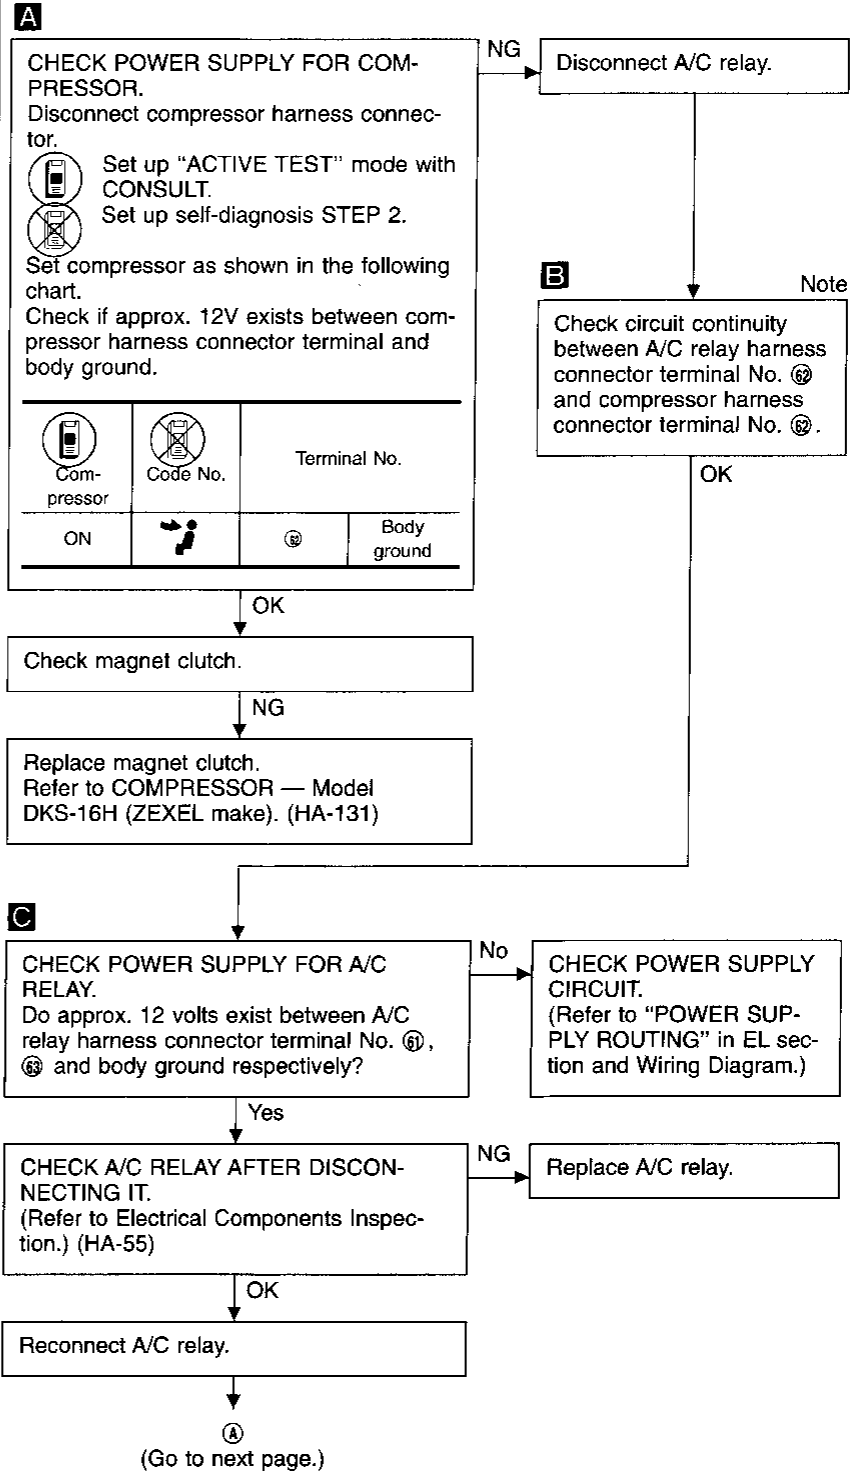 A
CHECK POWER SUPPLY FOR COM-
PRESSOR.
Disconnect compressor harness connec-
tor.
Set up "ACTIVE TEST" mode with
CONSULT.
Set up self-diagnosis STEP 2.
Set compressor as shown in the following
chart.
Check if approx. 12V exists between com-
pressor harness connector terminal and
body ground.
Com-
pressor
Code No.
Terminal No.
ON
62
Body
ground
NG
Disconnect A/C relay.
B
Note
Check circuit continuity
between A/C relay harness
connector terminal No. 62
and compressor harness
connector terminal No. 62.
OK
OK
Check magnet clutch.
NG
Replace magnet clutch.
Refer to COMPRESSOR — Model
DKS-16H (ZEXEL make). (HA-131)
C
CHECK POWER SUPPLY FOR A/C
RELAY.
Do approx. 12 volts exist between A/C
relay harness connector terminal No. 61,
63 and body ground respectively?
No
CHECK POWER SUPPLY
CIRCUIT.
(Refer to "POWER SUP-
PLY ROUTING" in EL sec-
tion and Wiring Diagram.)
Yes
CHECK A/C RELAY AFTER DISCON-
NECTING IT.
(Refer to Electrical Components Inspec-
tion.) (HA-55)
NG
Replace A/C relay.
OK
Reconnect A/C relay.
Ⓐ
(Go to next page.)